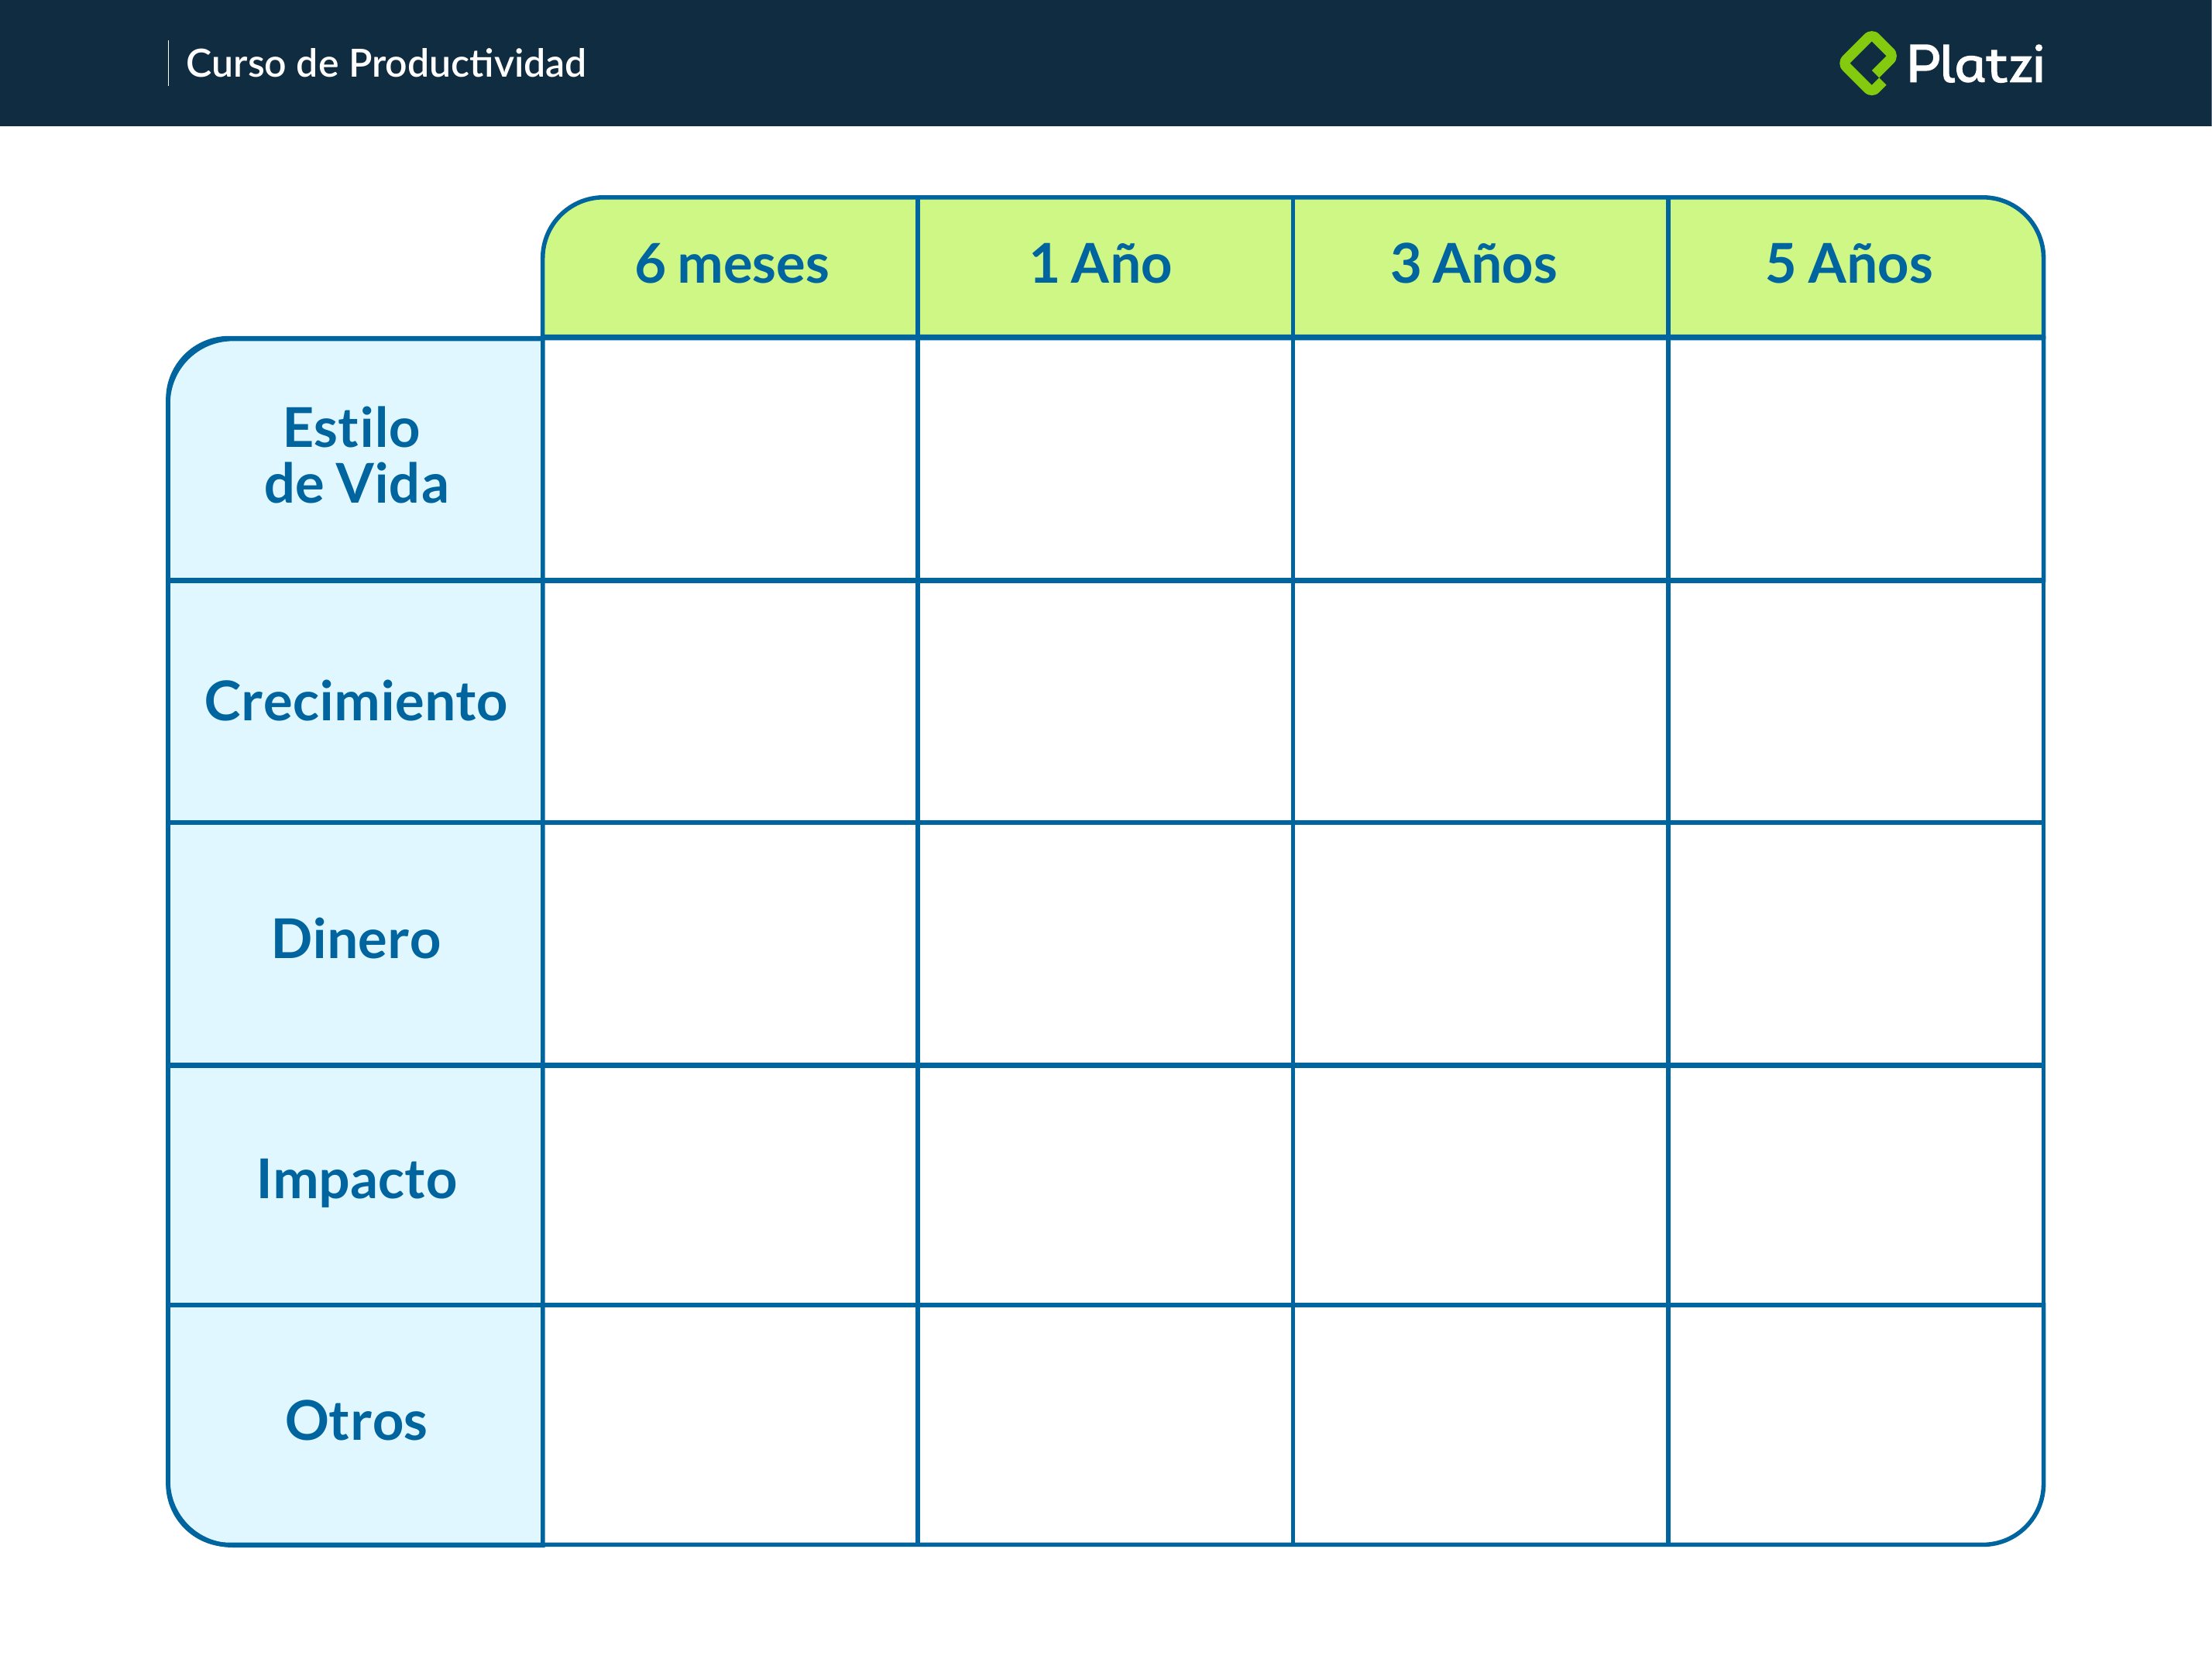 Curso de Productividad
Platzi
6 meses
1 Año
3 Años
5 Años
Estilo
de Vida
Crecimiento
Dinero
Impacto
Otros